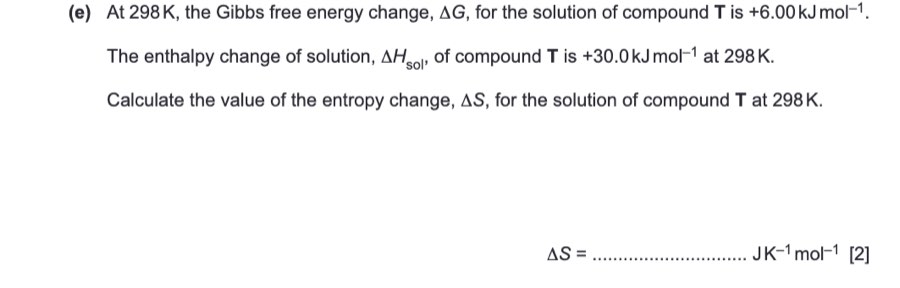 (e) At 298 K, the Gibbs free energy change, ΔG, for the solution of compound T is +6.00 kJ mol⁻¹.
The enthalpy change of solution, ΔHsol, of compound T is +30.0 kJ mol⁻¹ at 298 K.
Calculate the value of the entropy change, ΔS, for the solution of compound T at 298 K.
ΔS = .............................. J K⁻¹ mol⁻¹ [2]